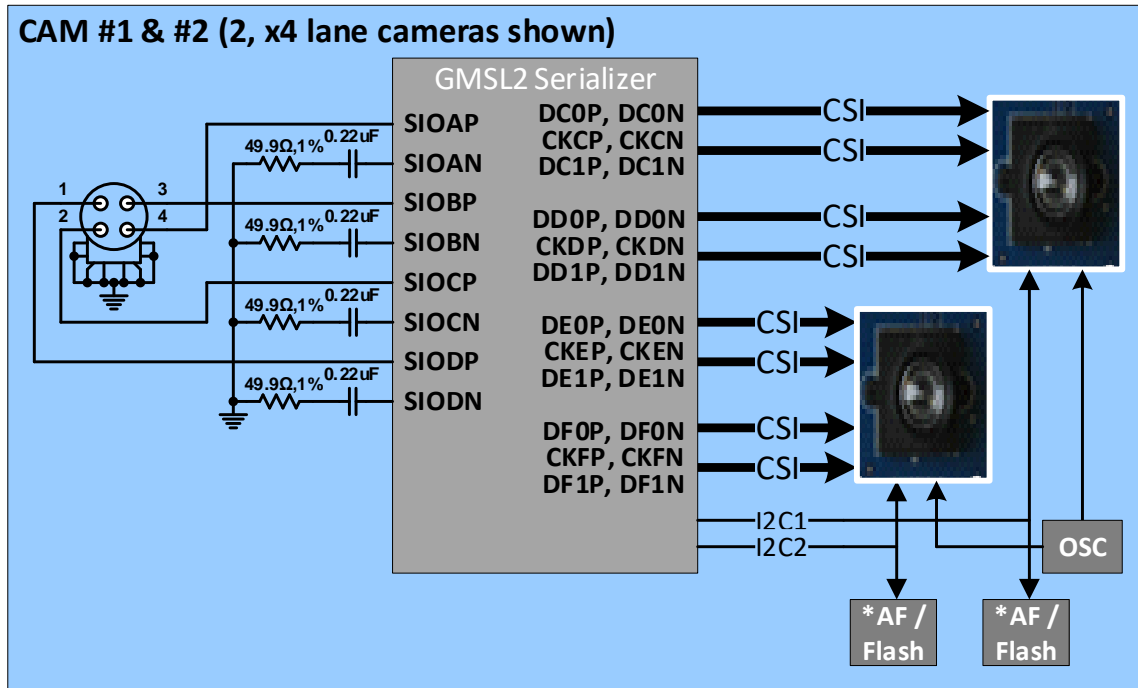 CAM #1 & #2 (2, x4 lane cameras shown)
GMSL2 Serializer
SIOAP
49.9Ω,1% 0.22uF
SIOAN
1 3
SIOBP
2 4
49.9Ω,1% 0.22uF
SIOBN
SIOCP
49.9Ω,1% 0.22uF
SIOCN
SIODP
49.9Ω,1% 0.22uF
SIODN
DC0P, DC0N
CKCP, CKCN
DC1P, DC1N
DD0P, DD0N
CKDP, CKDN
DD1P, DD1N
DE0P, DE0N
CKEP, CKEN
DE1P, DE1N
DF0P, DF0N
CKFP, CKFN
DF1P, DF1N
CSI
CSI
CSI
CSI
CSI
CSI
CSI
CSI
I2C1
I2C2
OSC
*AF /
Flash
*AF /
Flash